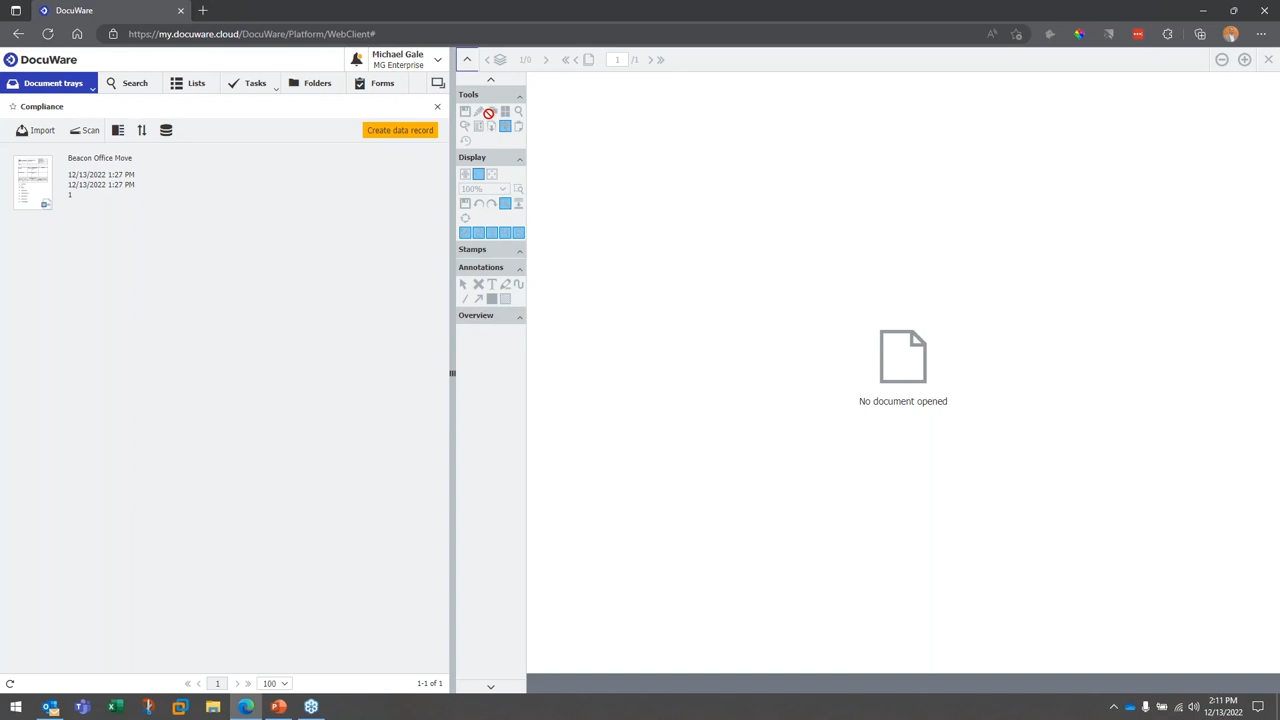 DocuWare
https://my.docuware.cloud/DocuWare/Platform/WebClient#
DocuWare
Michael Gale
MG Enterprise
1/0
1
/1
Document trays
Search
Lists
Tasks
Folders
Forms
Compliance
Import
Scan
Create data record
Beacon Office Move
12/13/2022 1:27 PM
12/13/2022 1:27 PM
1
Tools
Display
100%
Stamps
Annotations
Overview
No document opened
1
100
1-1 of 1
2:11 PM
12/13/2022